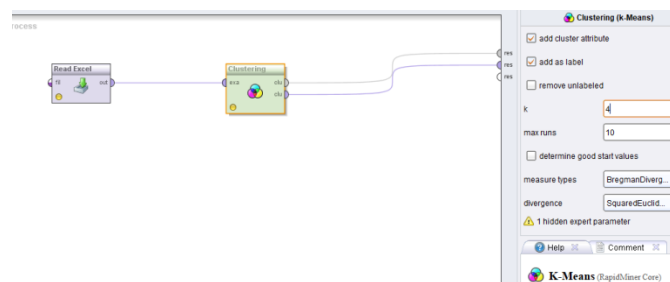 rocess
Read Excel
fil
out
Clustering
exa
clu
clu
res
res
res
Clustering (k-Means)
add cluster attribute
add as label
remove unlabeled
k
4
max runs
10
determine good start values
measure types
BregmanDiverg...
divergence
SquaredEuclid...
1 hidden expert parameter
Help
Comment
K-Means (RapidMiner Core)